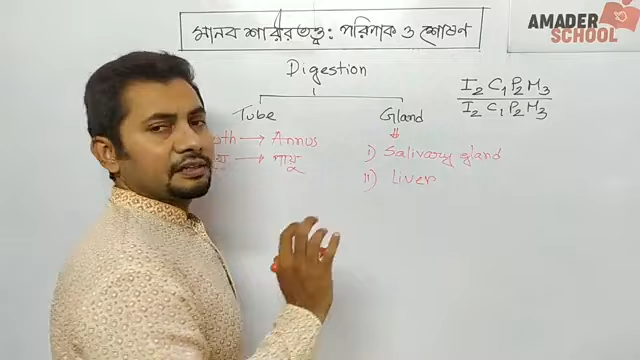 মানব শারীরতত্ত্ব: পরিপাক ও শোষণ
AMADER
SCHOOL
Digestion
I2 C1 P2 M3
I2 C1 P2 M3
Tube
Gland
→ Annus
→ পায়ু
i) Salivary gland
ii) Liver